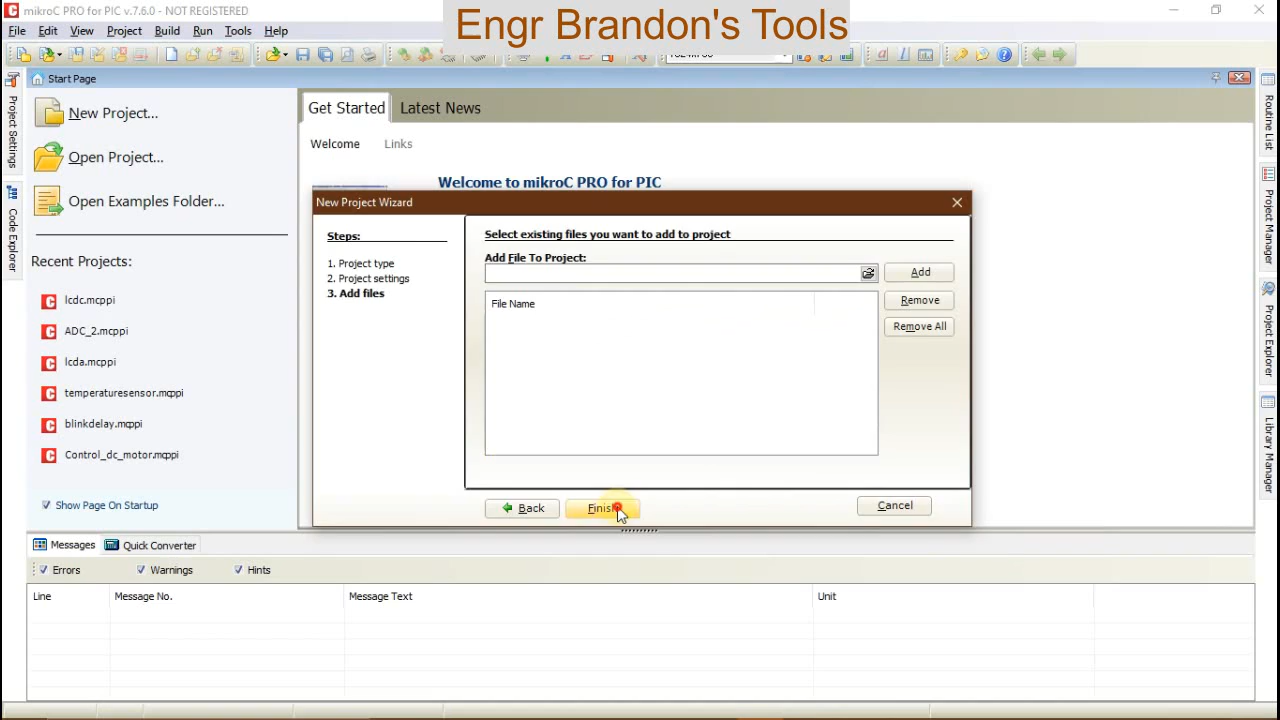 mikroC PRO for PIC v.7.6.0 - NOT REGISTERED
Engr Brandon's Tools
File Edit View Project Build Run Tools Help
Start Page
Project Settings
Code Explorer
New Project...
Open Project...
Open Examples Folder...
Recent Projects:
lcdc.mcppi
ADC_2.mcppi
lcda.mcppi
temperaturesensor.mcppi
blinkdelay.mcppi
Control_dc_motor.mcppi
Show Page On Startup
Get Started Latest News
Welcome Links
Welcome to mikroC PRO for PIC
New Project Wizard
Steps:
1. Project type
2. Project settings
3. Add files
Select existing files you want to add to project
Add File To Project:
Add
File Name
Remove
Remove All
Back
Finish
Cancel
Routine List
Project Manager
Project Explorer
Library Manager
Messages Quick Converter
Errors Warnings Hints
Line Message No. Message Text Unit